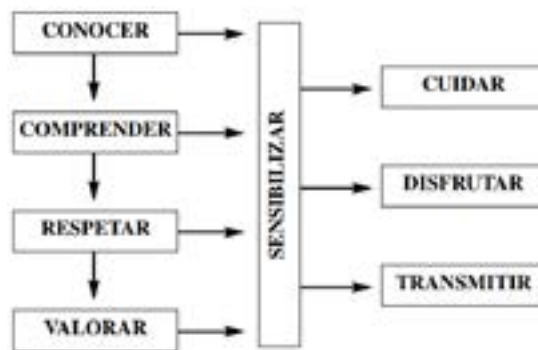 CONOCER
COMPRENDER
RESPETAR
VALORAR
SENSIBILIZAR
CUIDAR
DISFRUTAR
TRANSMITIR